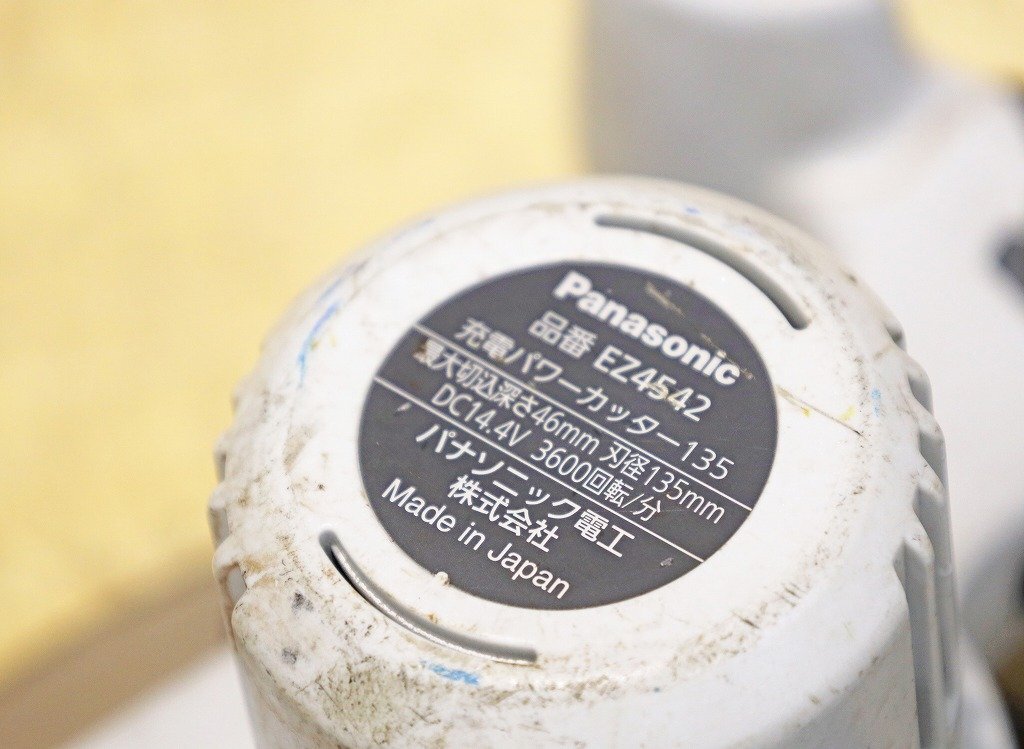 Panasonic
品番 EZ4542
充電パワーカッター135
最大切込深さ46mm 刃径135mm
DC14.4V 3600回転/分
パナソニック電工
株式会社
Made in Japan